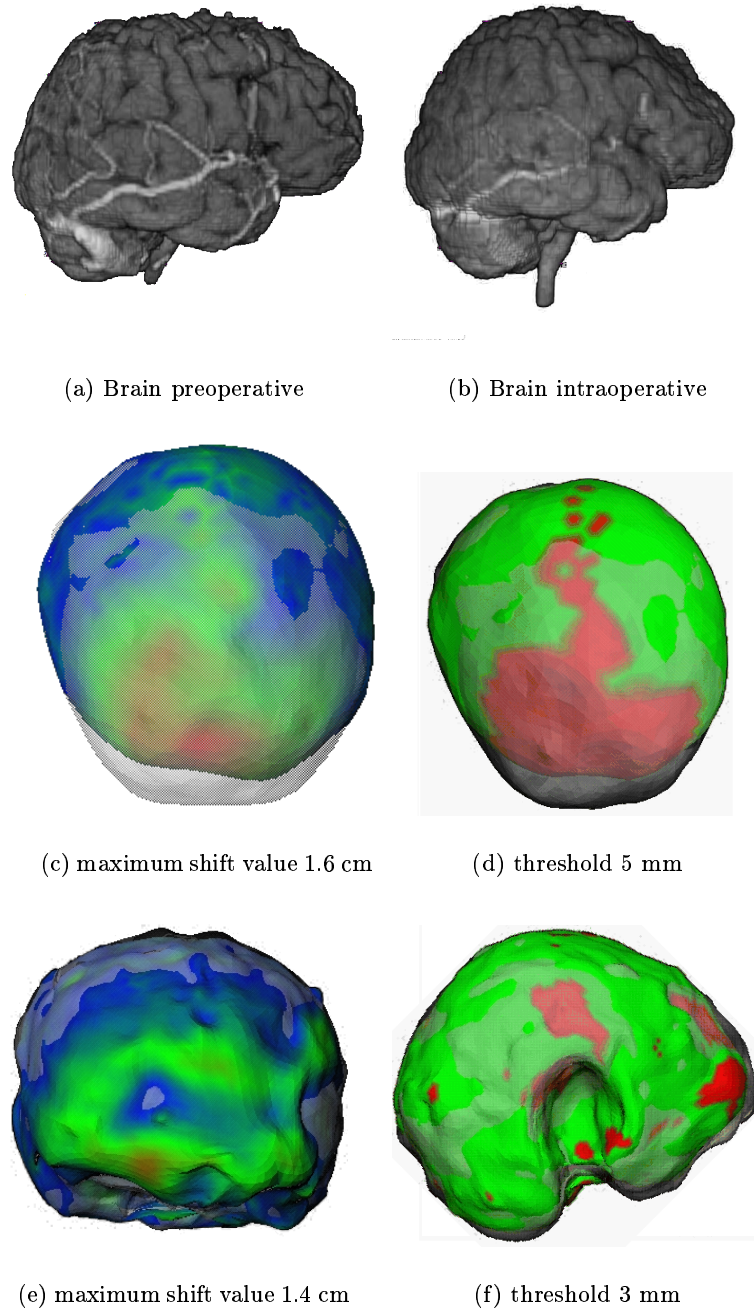 (a) Brain preoperative
(b) Brain intraoperative
(c) maximum shift value 1.6 cm
(d) threshold 5 mm
(e) maximum shift value 1.4 cm
(f) threshold 3 mm